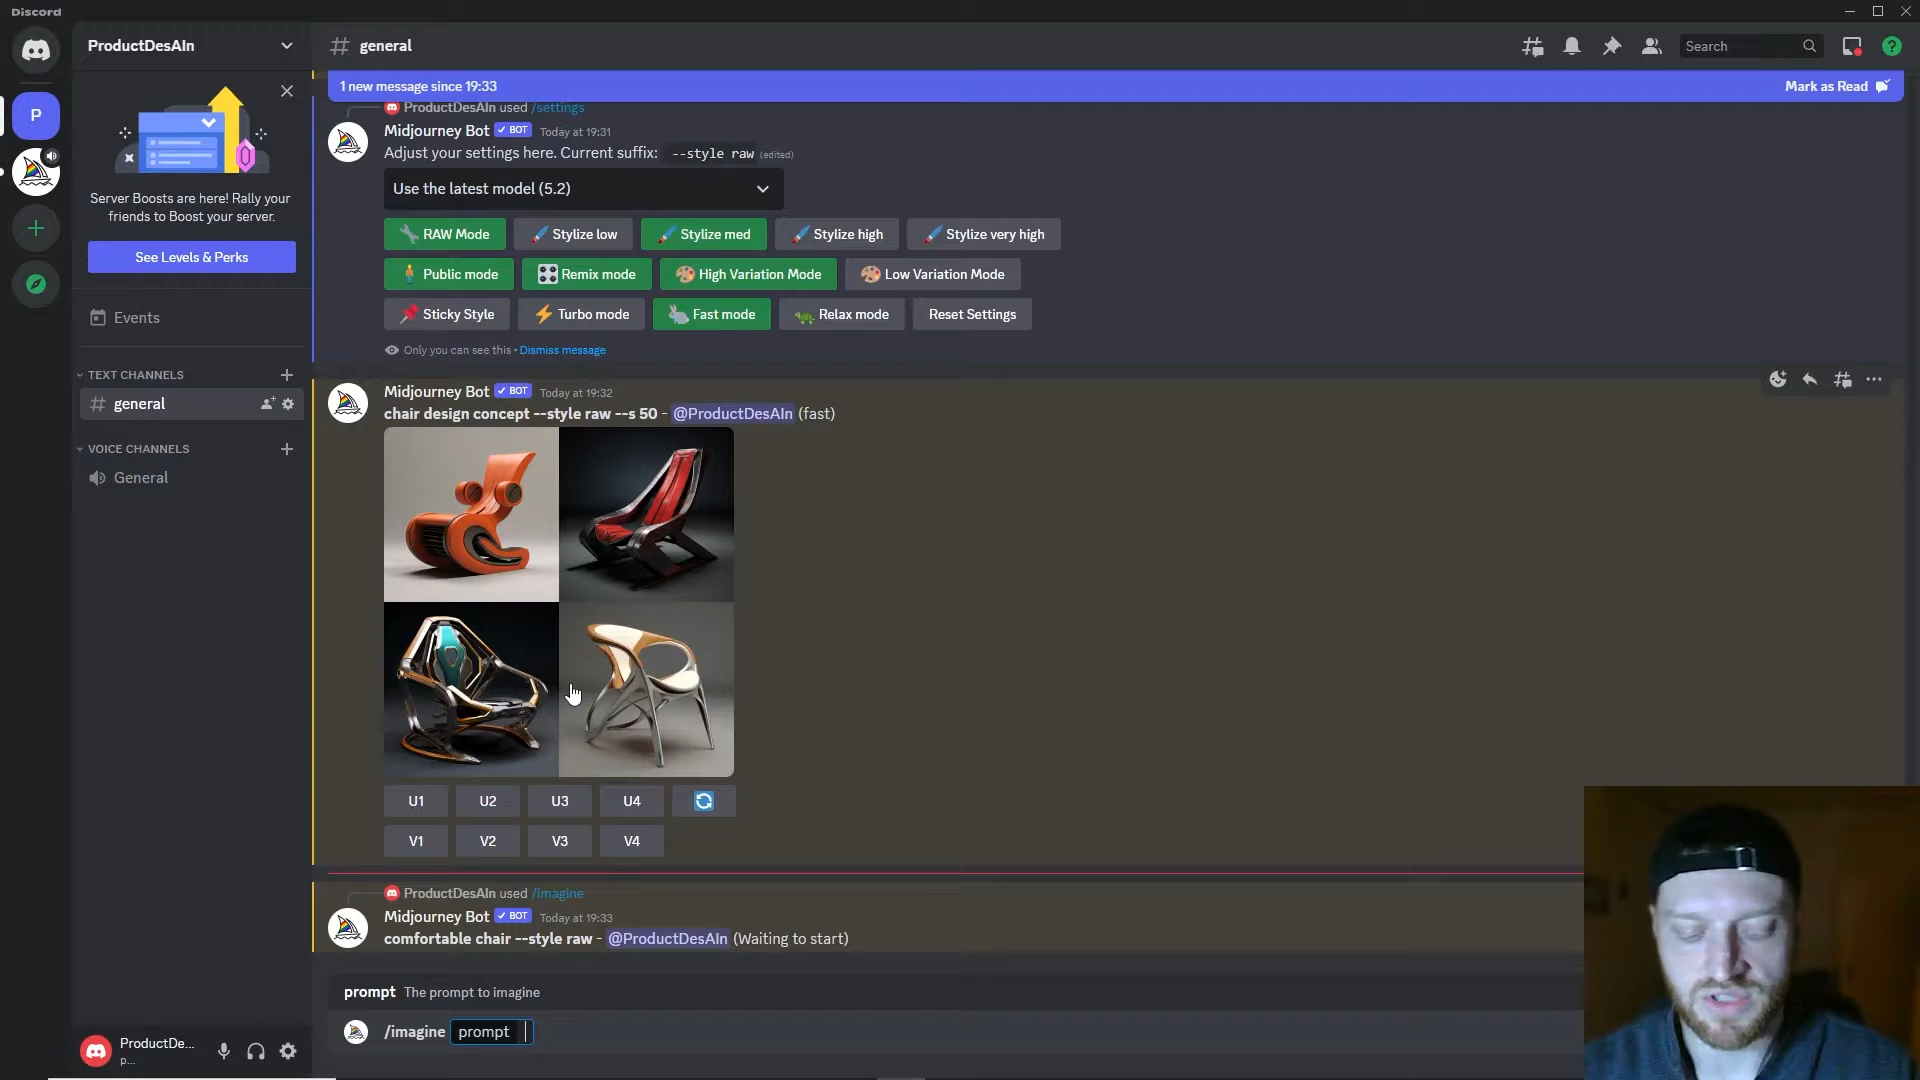 Discord
ProductDesAIn
general
Search
1 new message since 19:33
Mark as Read
ProductDesAIn used /settings
Midjourney Bot ✓ BOT Today at 19:31
Adjust your settings here. Current suffix: --style raw (edited)
Use the latest model (5.2)
RAW Mode Stylize low Stylize med Stylize high Stylize very high
Public mode Remix mode High Variation Mode Low Variation Mode
Sticky Style Turbo mode Fast mode Relax mode Reset Settings
Only you can see this • Dismiss message
P
Server Boosts are here! Rally your
friends to Boost your server.
See Levels & Perks
Events
TEXT CHANNELS
general
VOICE CHANNELS
General
Midjourney Bot ✓ BOT Today at 19:32
chair design concept --style raw --s 50 - @ProductDesAIn (fast)
U1 U2 U3 U4
V1 V2 V3 V4
ProductDesAIn used /imagine
Midjourney Bot ✓ BOT Today at 19:33
comfortable chair --style raw - @ProductDesAIn (Waiting to start)
prompt The prompt to imagine
/imagine prompt
ProductDe...
p...